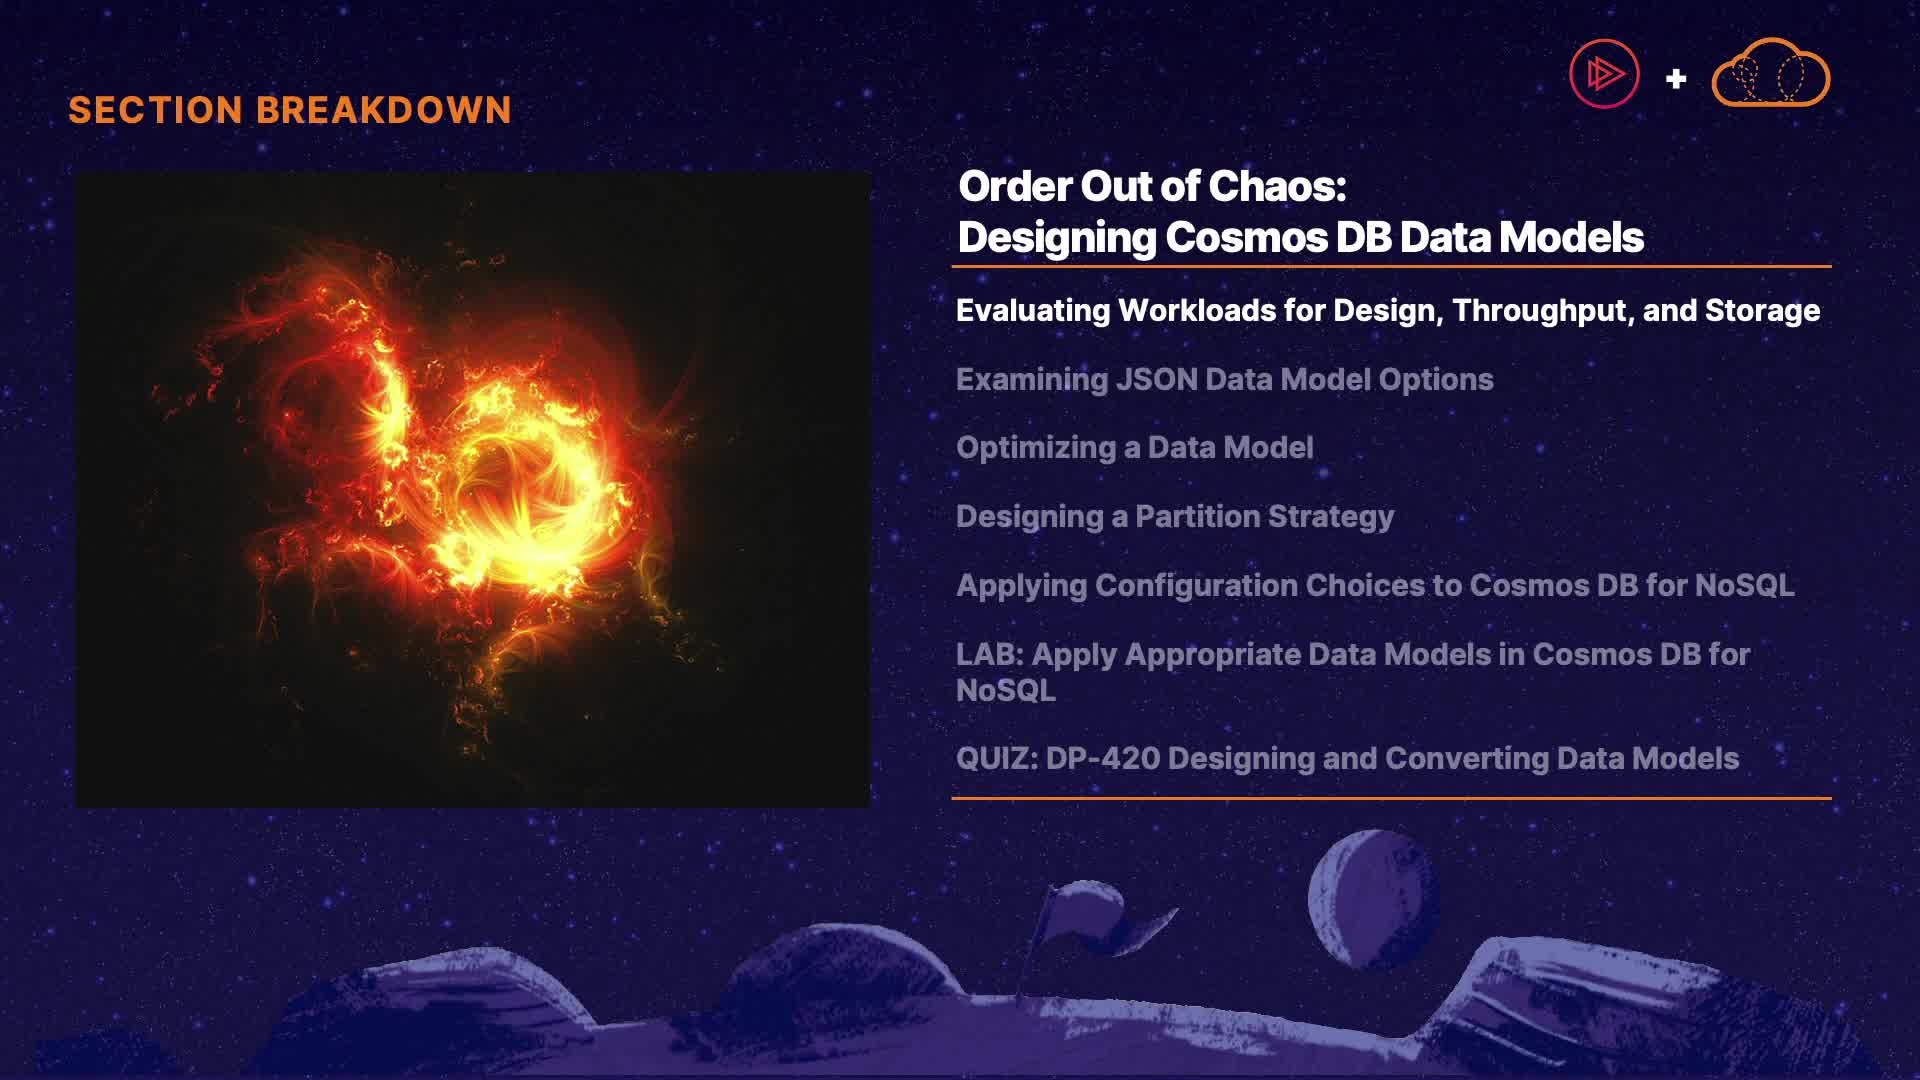 SECTION BREAKDOWN
Order Out of Chaos:
Designing Cosmos DB Data Models
Evaluating Workloads for Design, Throughput, and Storage
Examining JSON Data Model Options
Optimizing a Data Model
Designing a Partition Strategy
Applying Configuration Choices to Cosmos DB for NoSQL
LAB: Apply Appropriate Data Models in Cosmos DB for
NoSQL
QUIZ: DP-420 Designing and Converting Data Models